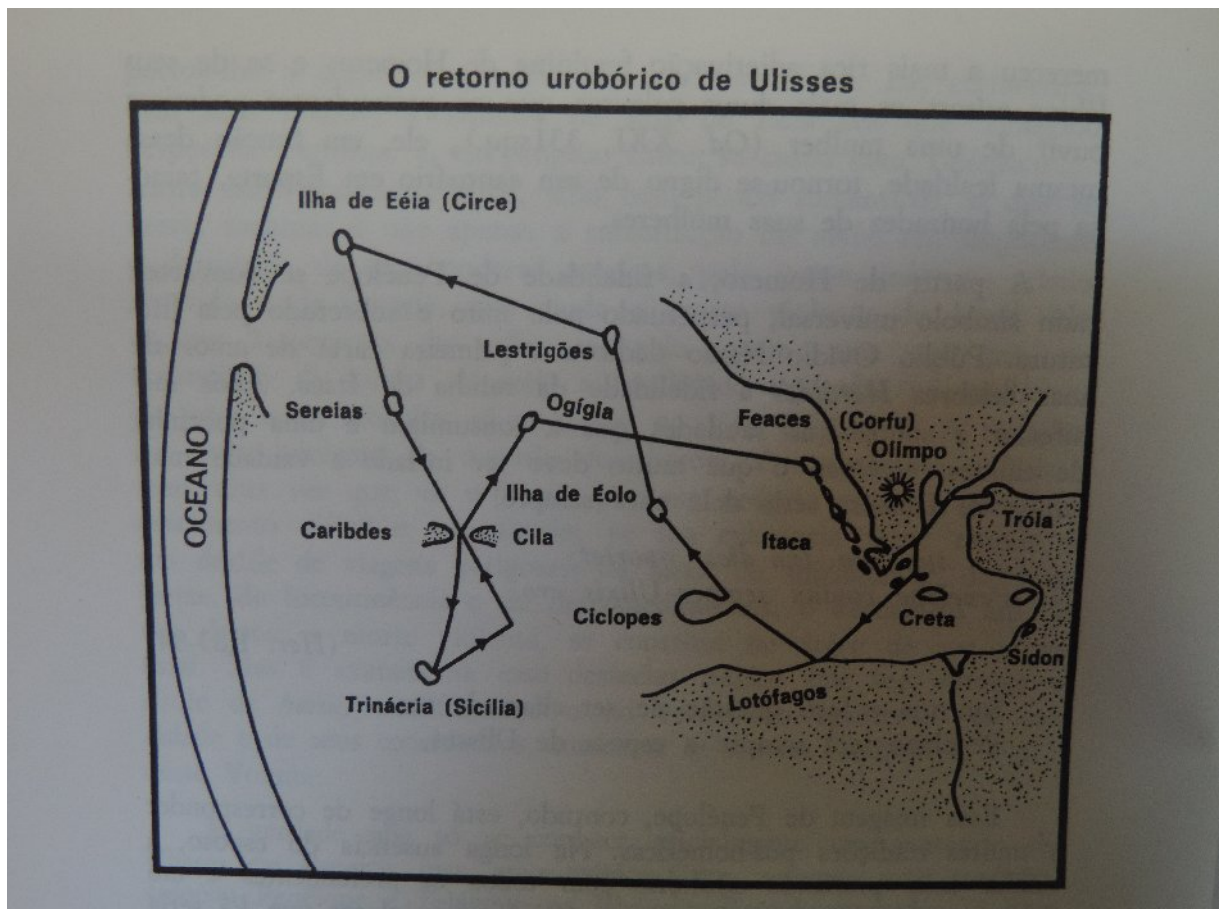 O retorno urobórico de Ulisses
Ilha de Eéia (Circe)
Lestrigões
Sereias
Ogígia
Feaces (Corfu)
Olimpo
OCEANO
Ilha de Éolo
Tróia
Caribdes
Cila
Ítaca
Ciclopes
Creta
Sídon
Lotófagos
Trinácria (Sicília)